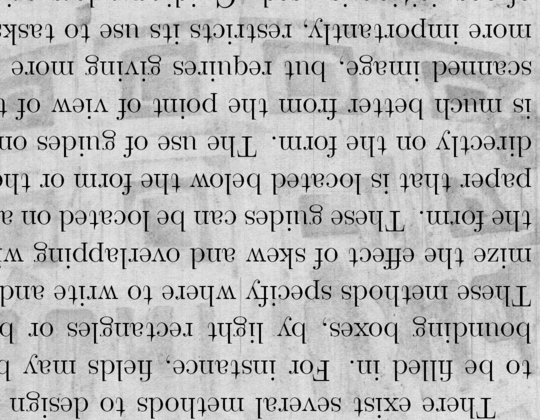 There exist several methods to design
to be filled in. For instance, fields may b
bounding boxes, by light rectangles or b
These methods specify where to write and
mize the effect of skew and overlapping wi
the form. These guides can be located on a
paper that is located below the form or the
directly on the form. The use of guides on
is much better from the point of view of t
scanned image, but requires giving more
more importantly, restricts its use to tasks